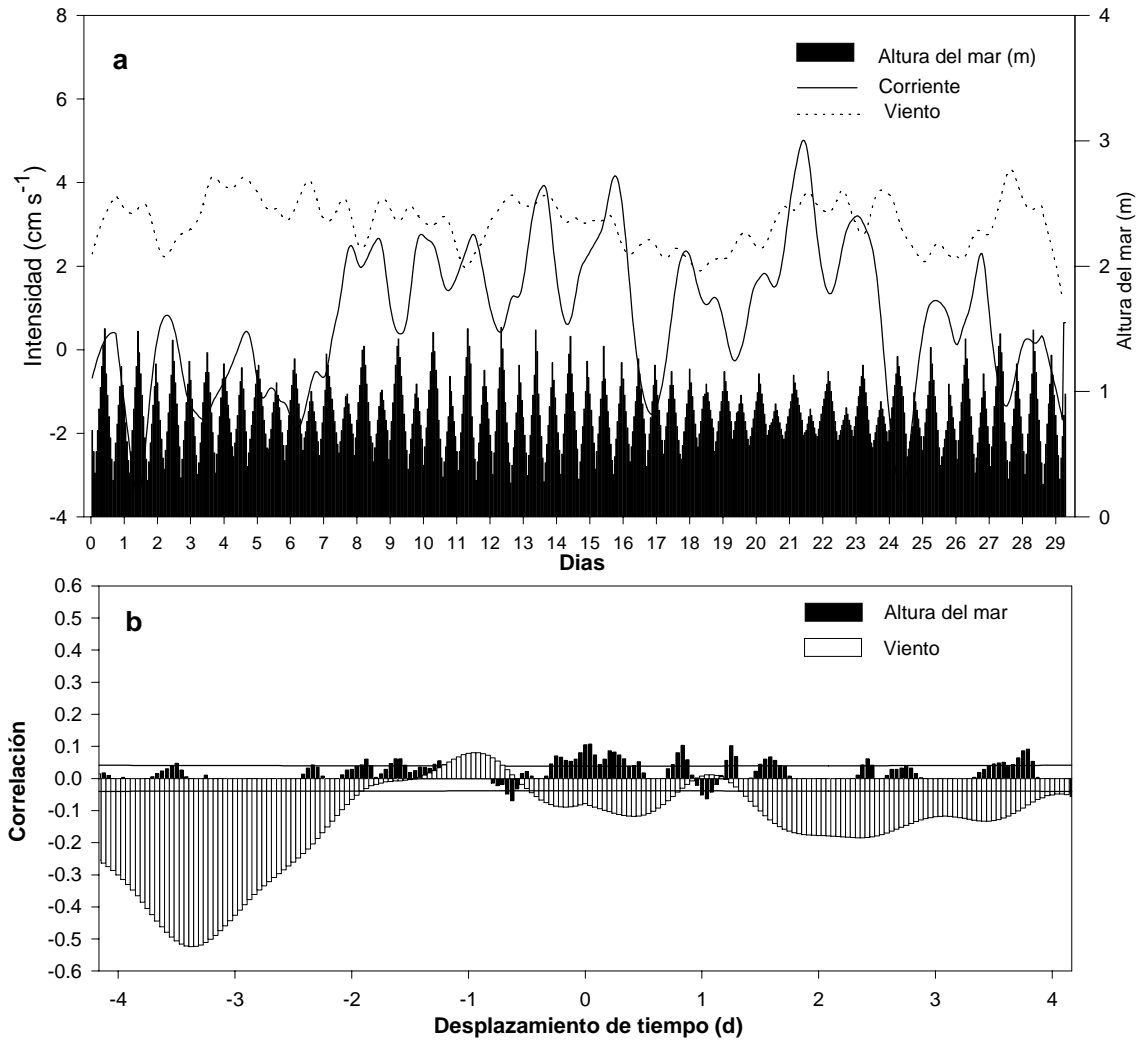 8
6
4
2
0
-2
-4
Intensidad (cm s-1)
a
Altura del mar (m)
Corriente
Viento
4
3
2
1
0
Altura del mar (m)
0 1 2 3 4 5 6 7 8 9 10 11 11 13 14 15 16 17 18 19 20 21 22 23 24 25 26 27 28 29
Dias
0.6
0.5
0.4
0.3
0.2
0.1
0.0
-0.1
-0.2
-0.3
-0.4
-0.5
-0.6
Correlación
b
Altura del mar
Viento
-4 -3 -2 -1 0 1 2 3 4
Desplazamiento de tiempo (d)